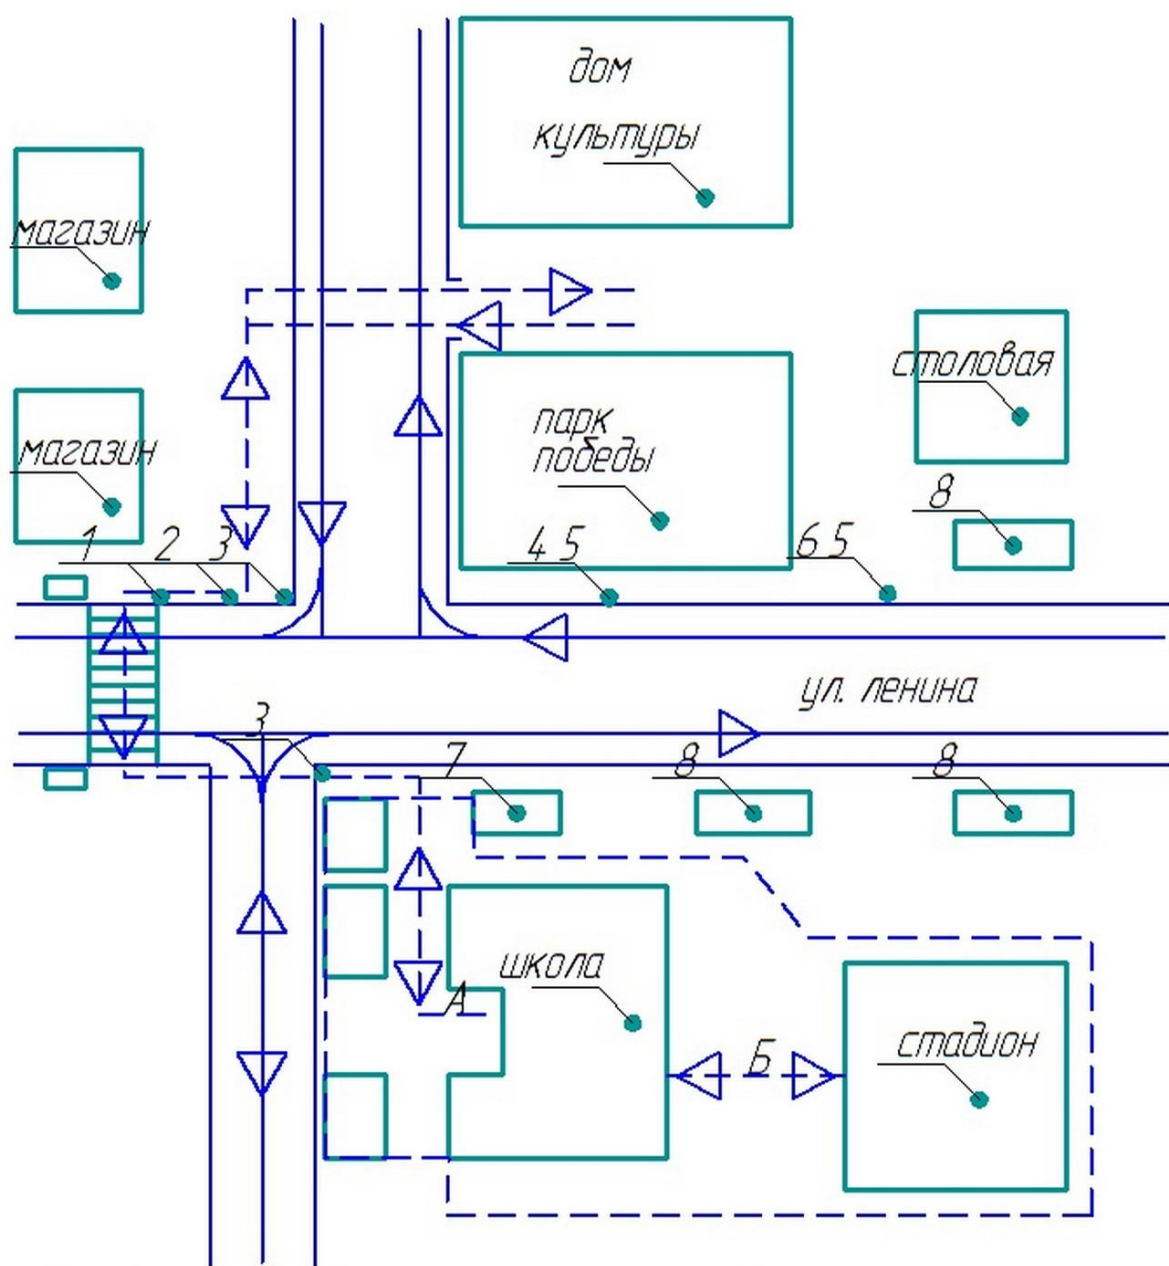 дом
культуры
магазин
столовая
парк
победы
магазин
8
1 2 3
4 5
6 5
ул. ленина
3
7
8
8
школа
А
Б
стадион